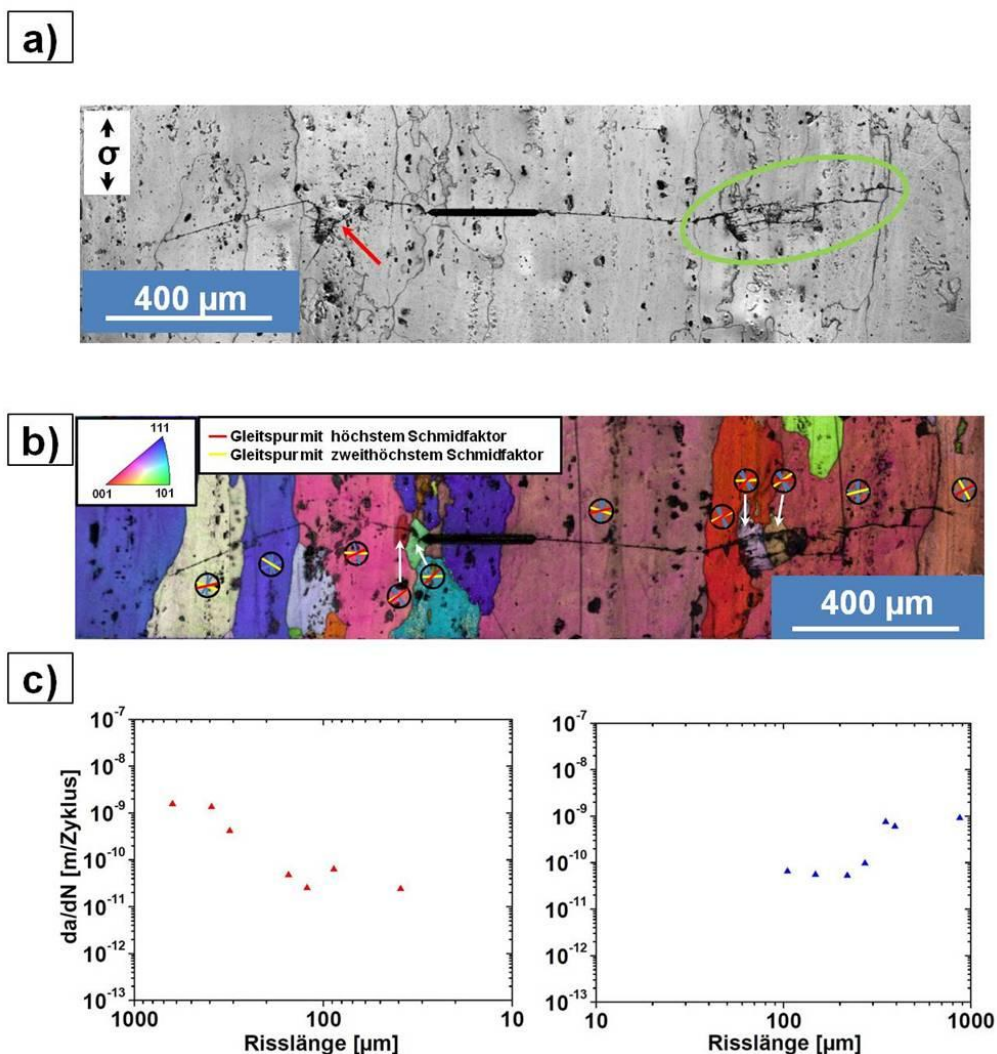 a)
σ
400 µm
b)
111
001
101
Gleitspur mit höchstem Schmidfaktor
Gleitspur mit zweithöchstem Schmidfaktor
400 µm
c)
da/dN [m/Zyklus]
10⁻⁷
10⁻⁸
10⁻⁹
10⁻¹⁰
10⁻¹¹
10⁻¹²
10⁻¹³
1000
100
10
Risslänge [µm]
10⁻⁷
10⁻⁸
10⁻⁹
10⁻¹⁰
10⁻¹¹
10⁻¹²
10⁻¹³
10
100
1000
Risslänge [µm]